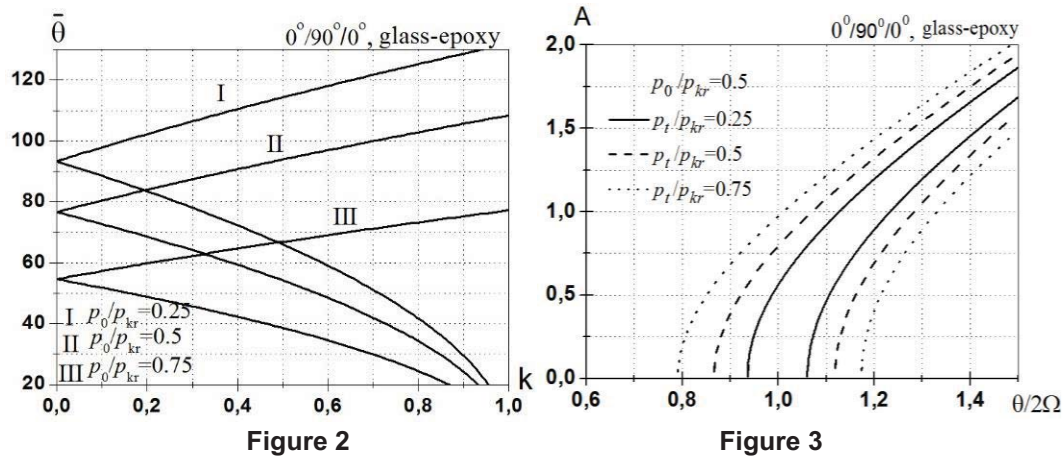 θ̄
0°/90°/0°, glass-epoxy
120
100
80
60
40
20
I
II
III
I p₀/pₖᵣ=0.25
II p₀/pₖᵣ=0.5
III p₀/pₖᵣ=0.75
k
0,0 0,2 0,4 0,6 0,8 1,0
Figure 2
A
0⁰/90⁰/0⁰, glass-epoxy
2,0
1,5
1,0
0,5
0,0
p₀/pₖᵣ=0.5
pₜ/pₖᵣ=0.25
pₜ/pₖᵣ=0.5
pₜ/pₖᵣ=0.75
0,6 0,8 1,0 1,2 1,4 θ/2Ω
Figure 3